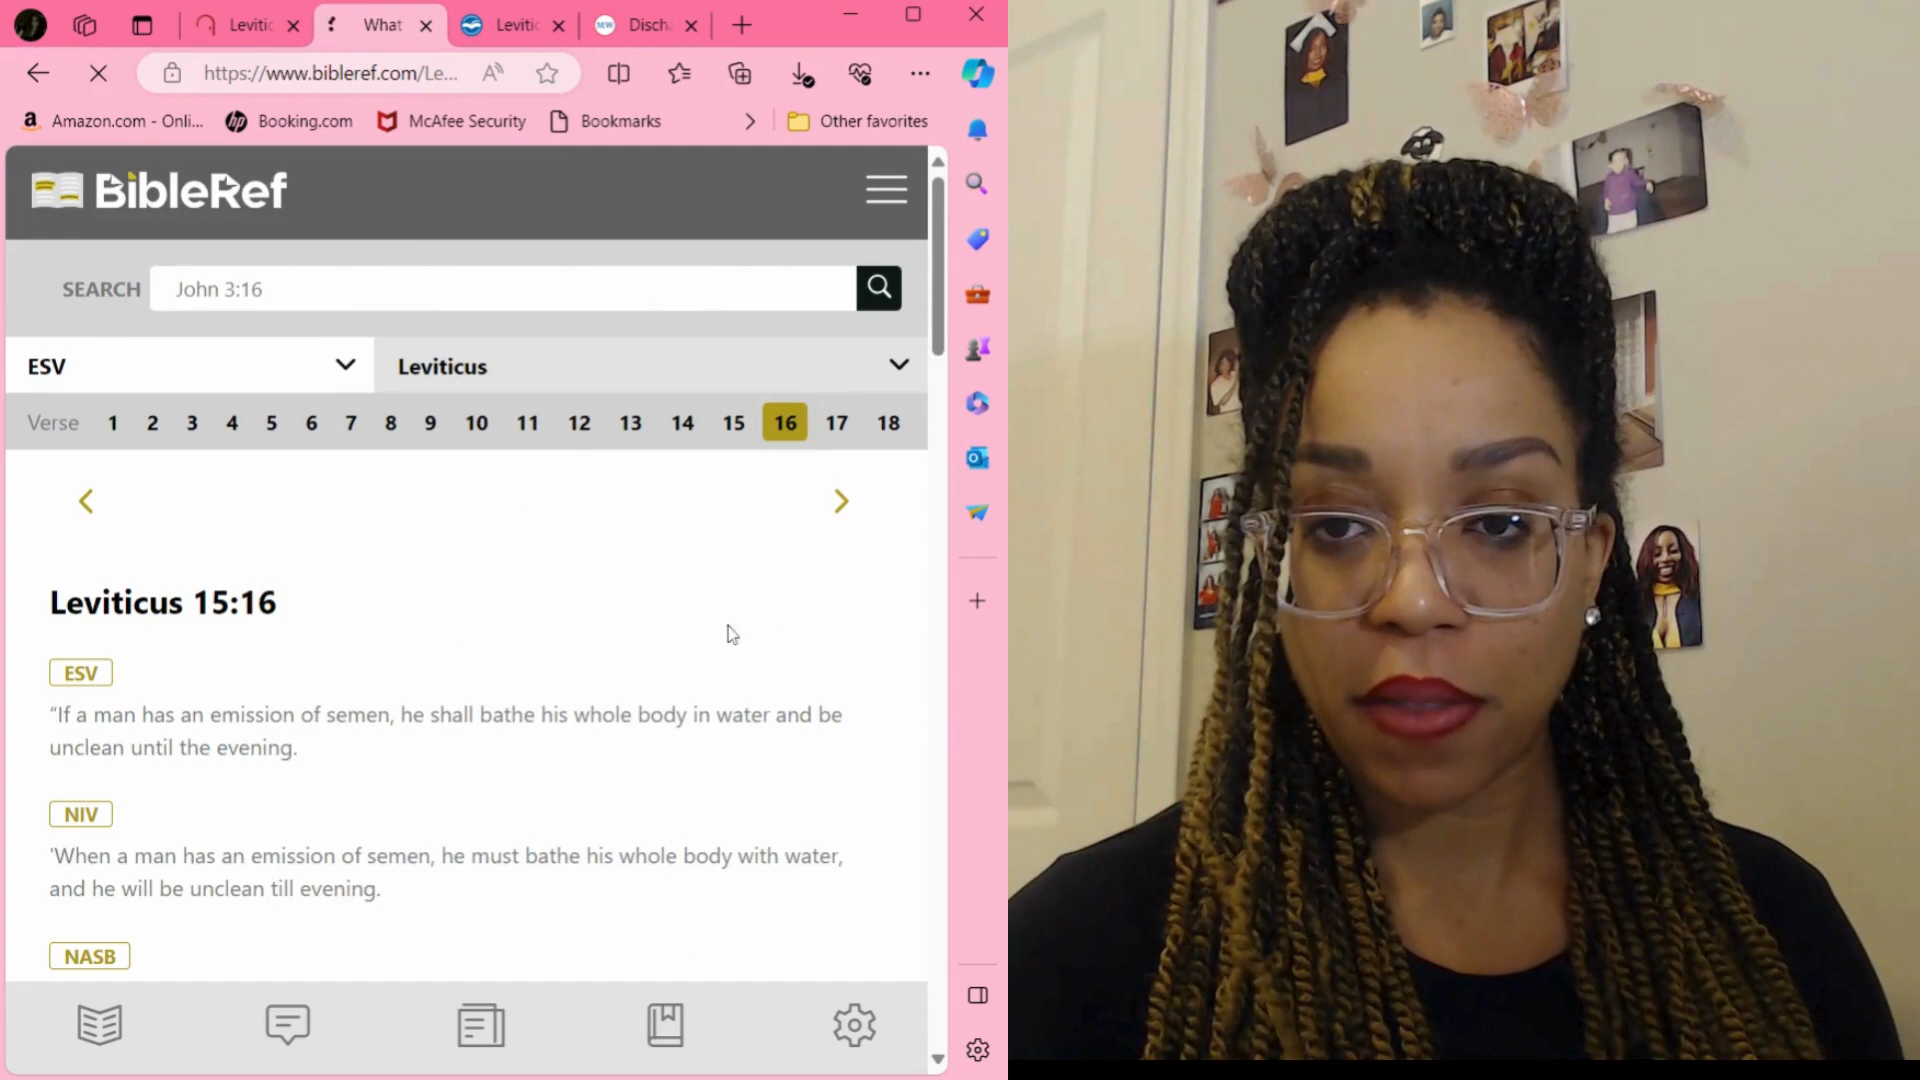 Levitic
What
Levitic
MW
Disch
https://www.bibleref.com/Le...
Amazon.com - Onli...
Booking.com
McAfee Security
Bookmarks
Other favorites
BibleRef
SEARCH
John 3:16
ESV
Leviticus
Verse 1 2 3 4 5 6 7 8 9 10 11 12 13 14 15 16 17 18
Leviticus 15:16
ESV
“If a man has an emission of semen, he shall bathe his whole body in water and be
unclean until the evening.
NIV
'When a man has an emission of semen, he must bathe his whole body with water,
and he will be unclean till evening.
NASB